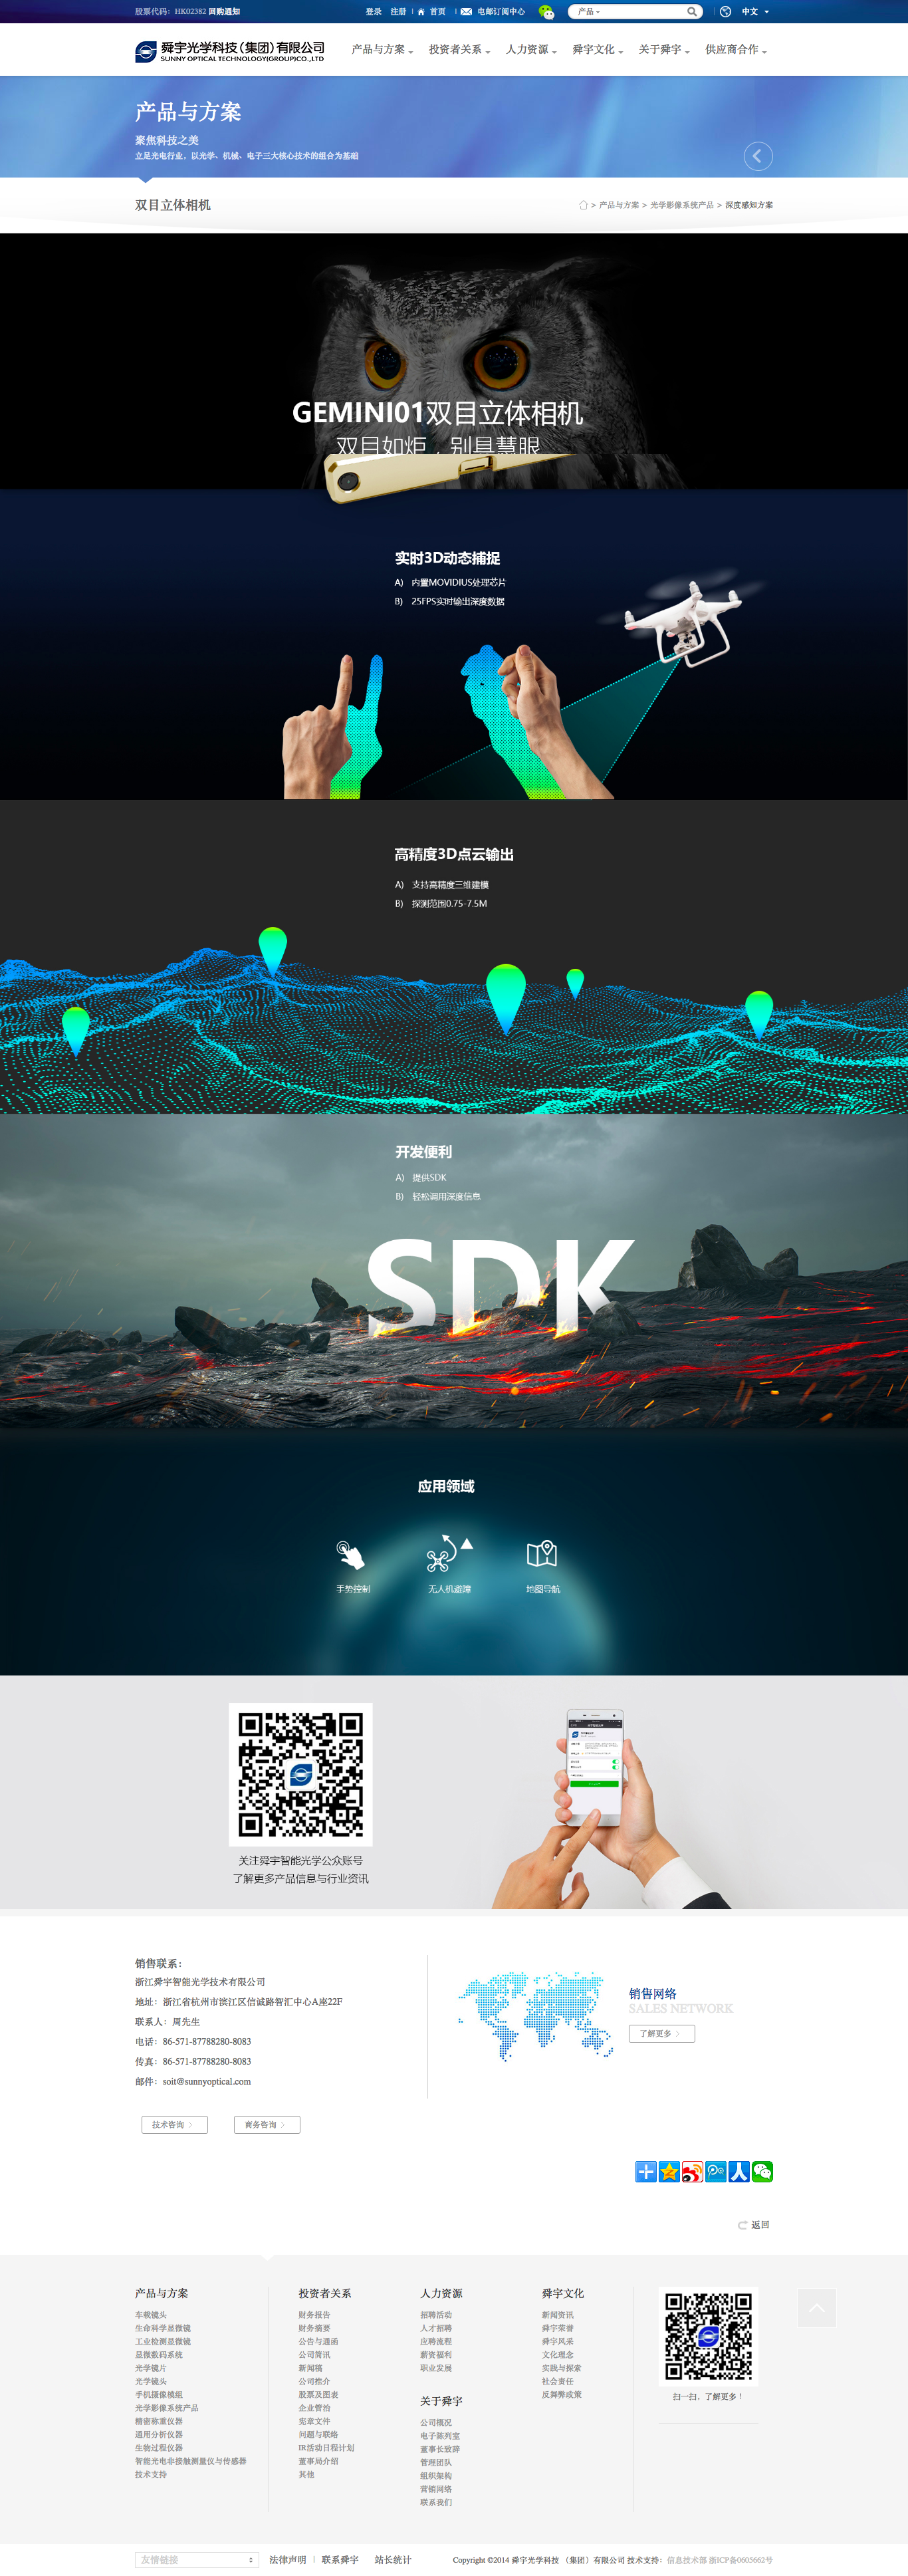 股票代码：HK02382 网购通知
登录 注册 首页 电邮订阅中心 产品 中文
舜宇光学科技（集团）有限公司
SUNNY OPTICAL TECHNOLOGY(GROUP)CO.,LTD
产品与方案 投资者关系 人力资源 舜宇文化 关于舜宇 供应商合作
产品与方案
聚焦科技之美
立足光电行业，以光学、机械、电子三大核心技术的组合为基础
双目立体相机
> 产品与方案 > 光学影像系统产品 > 深度感知方案
GEMINI01双目立体相机
双目如炬，别具慧眼
实时3D动态捕捉
A) 内置MOVIDIUS处理芯片
B) 25FPS实时输出深度数据
高精度3D点云输出
A) 支持高精度三维建模
B) 探测范围0.75-7.5M
开发便利
A) 提供SDK
B) 轻松调用深度信息
SDK
应用领域
手势控制 无人机避障 地图导航
关注舜宇智能光学公众账号
了解更多产品信息与行业资讯
销售联系：
浙江舜宇智能光学技术有限公司
地址：浙江省杭州市滨江区信诚路智汇中心A座22F
联系人：周先生
电话：86-571-87788280-8083
传真：86-571-87788280-8083
邮件：soit@sunnyoptical.com
技术咨询 商务咨询
销售网络
SALES NETWORK
了解更多
返回
产品与方案
车载镜头
生命科学显微镜
工业检测显微镜
显微数码系统
光学镜片
光学镜头
手机摄像模组
光学影像系统产品
精密称重仪器
通用分析仪器
生物过程仪器
智能光电非接触测量仪与传感器
技术支持
投资者关系
财务报告
财务摘要
公告与通函
公司简讯
新闻稿
公司推介
股票及图表
企业管治
宪章文件
问题与联络
IR活动日程计划
董事局介绍
其他
人力资源
招聘活动
人才招聘
应聘流程
薪资福利
职业发展
关于舜宇
公司概况
电子陈列室
董事长致辞
管理团队
组织架构
营销网络
联系我们
舜宇文化
新闻资讯
舜宇荣誉
舜宇风采
文化理念
实践与探索
社会责任
反舞弊政策
扫一扫，了解更多！
友情链接 法律声明 联系舜宇 站长统计 Copyright ©2014 舜宇光学科技 （集团）有限公司 技术支持：信息技术部 浙ICP备0605662号